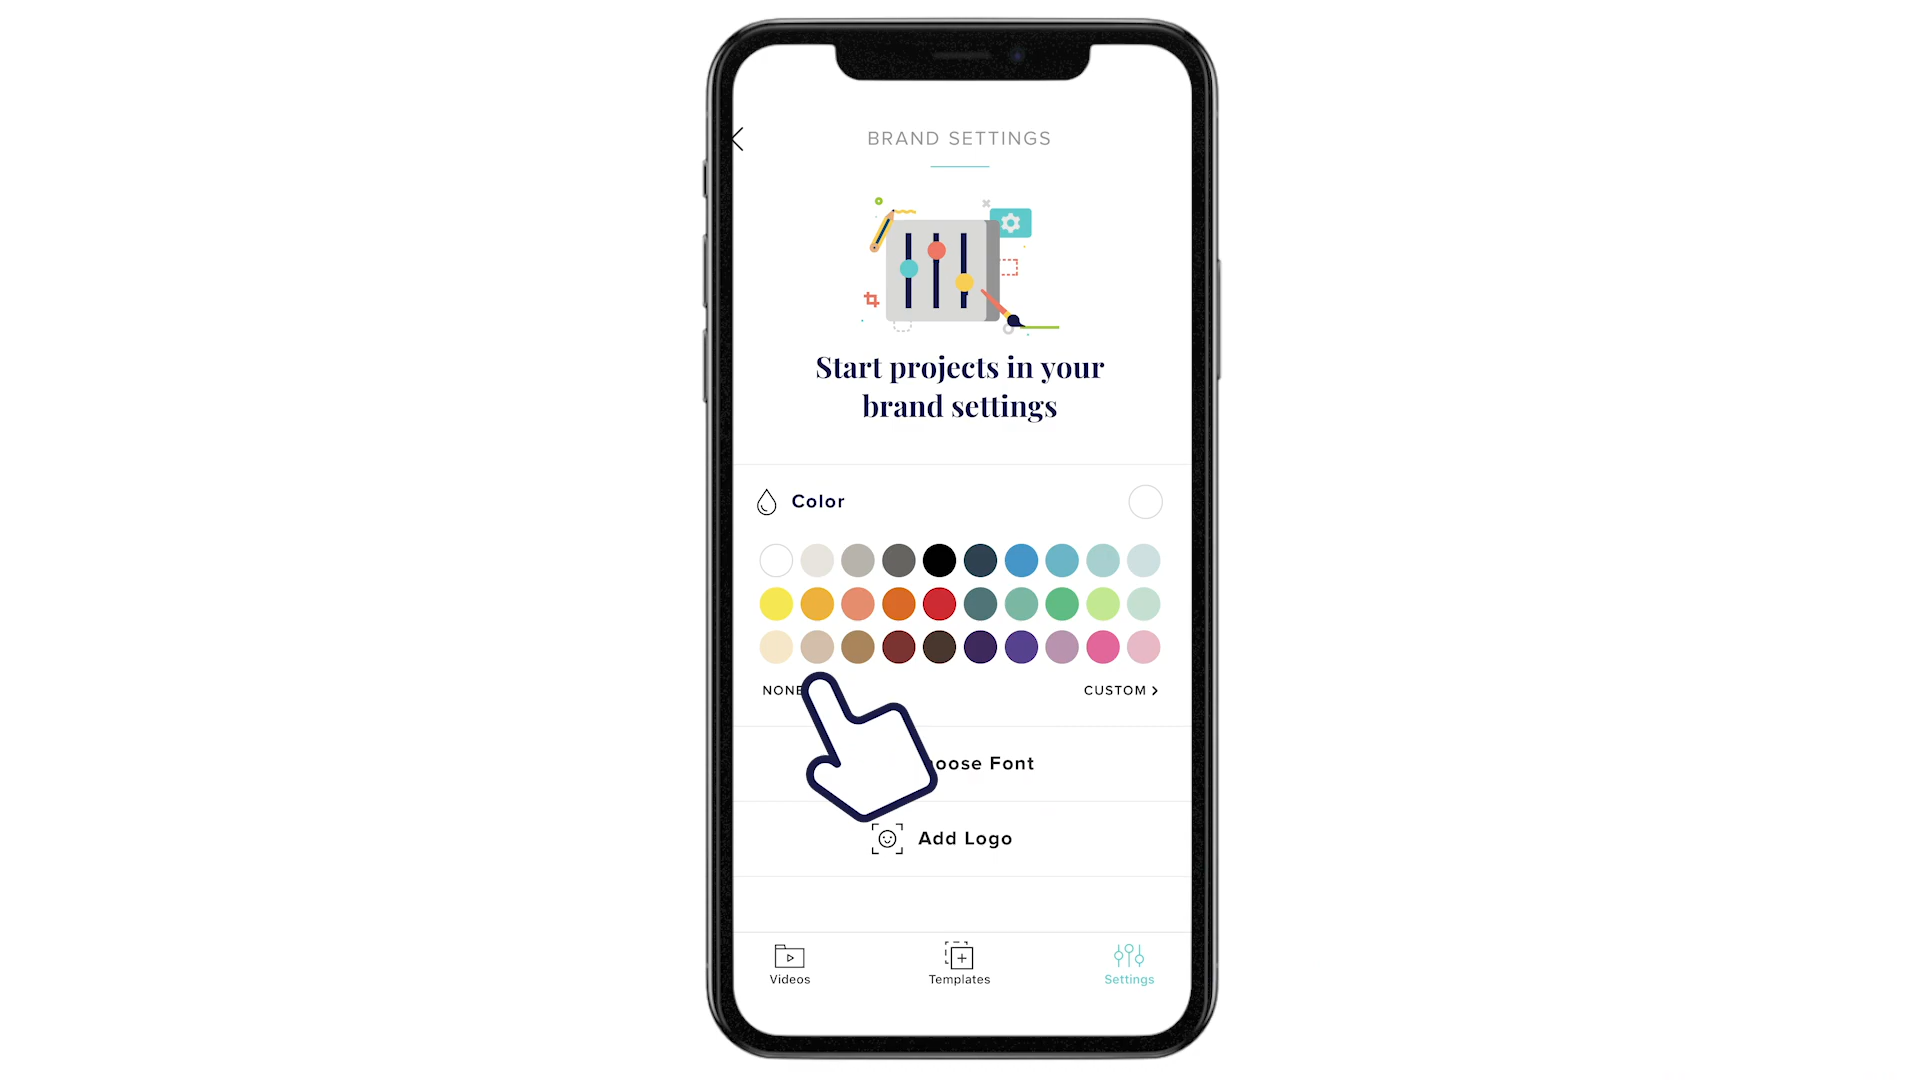 BRAND SETTINGS
Start projects in your
brand settings
Color
NONE
CUSTOM >
oose Font
Add Logo
Videos
Templates
Settings